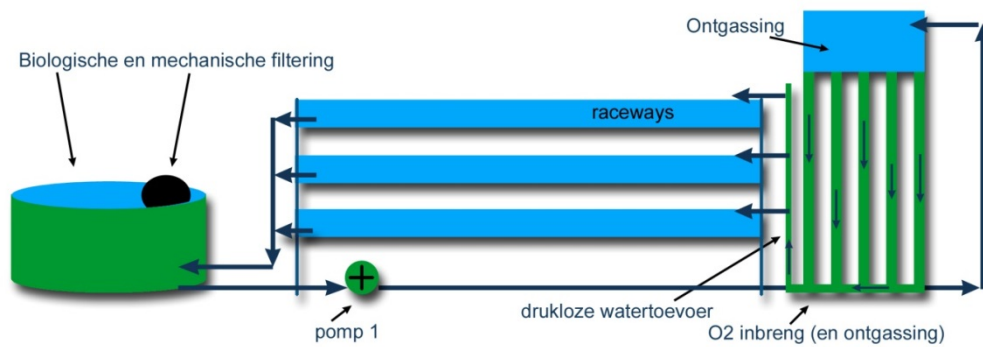 Ontgassing
Biologische en mechanische filtering
raceways
drukloze watertoevoer
pomp 1
O2 inbreng (en ontgassing)